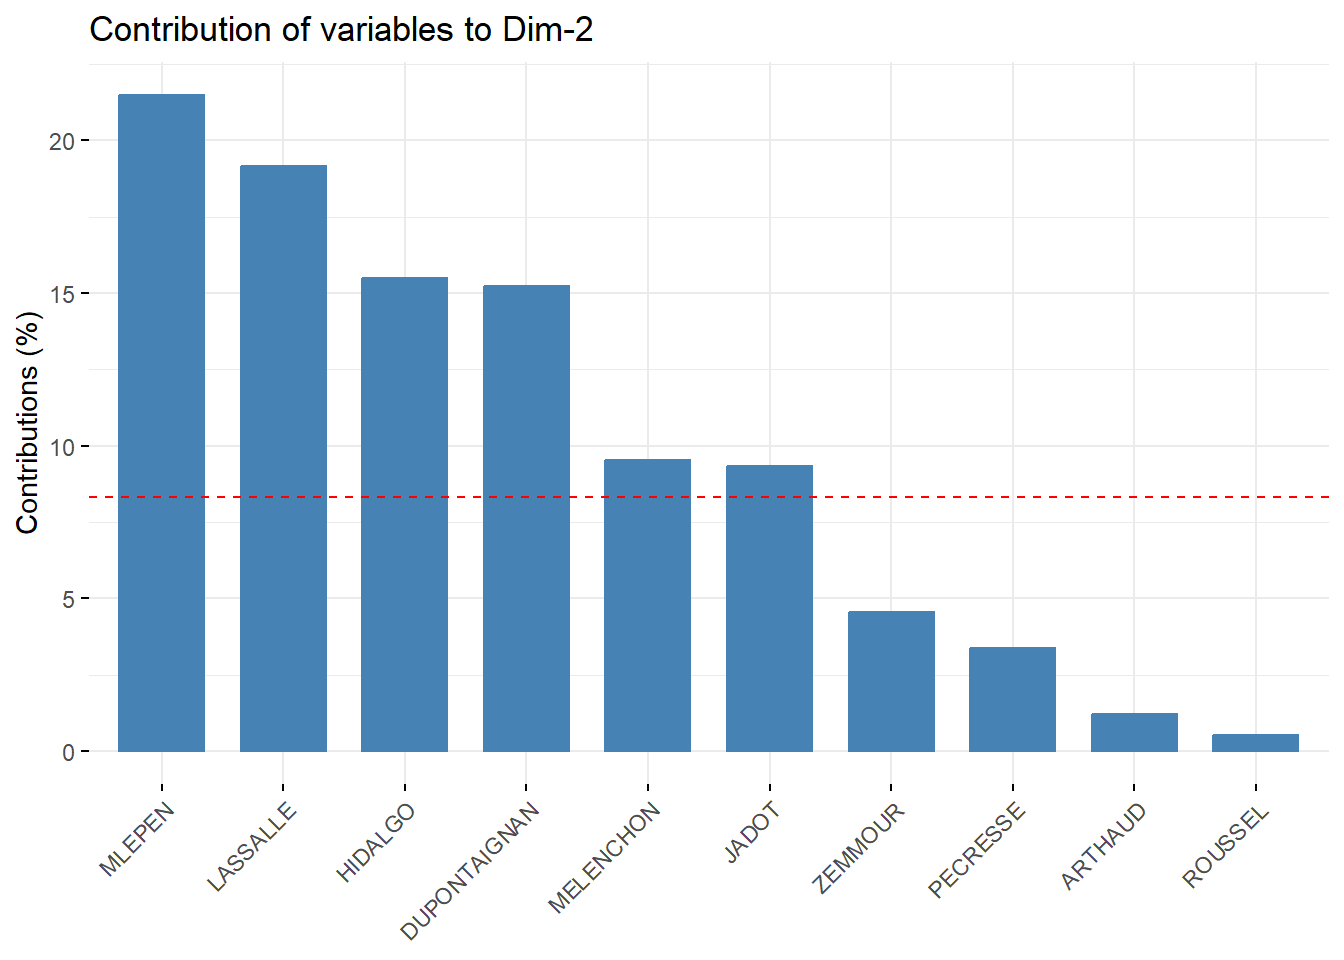 Contribution of variables to Dim-2
Contributions (%)
20
15
10
5
0
MLEPEN
LASSALLE
HIDALGO
DUPONTAIGNAN
MELENCHON
JADOT
ZEMMOUR
PECRESSE
ARTHAUD
ROUSSEL